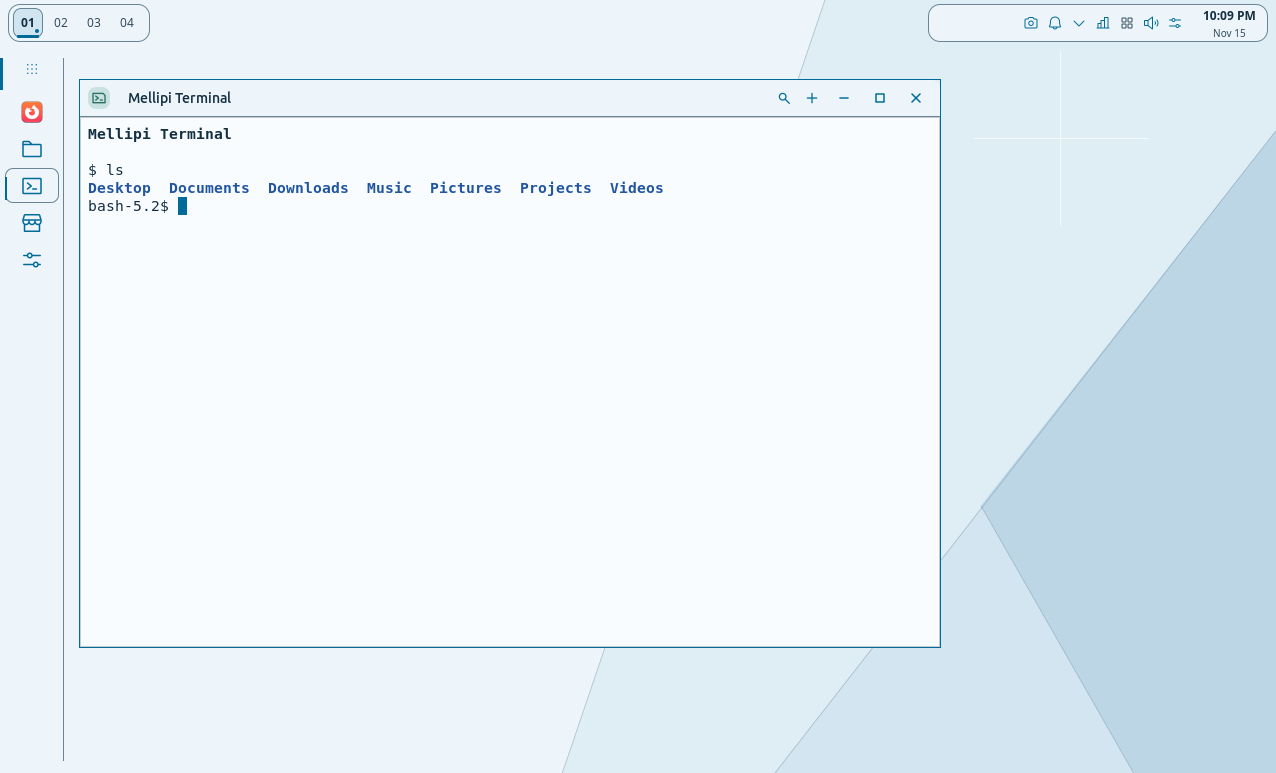 01 02 03 04
10:09 PM
Nov 15
Mellipi Terminal
Mellipi Terminal
$ ls
Desktop Documents Downloads Music Pictures Projects Videos
bash-5.2$